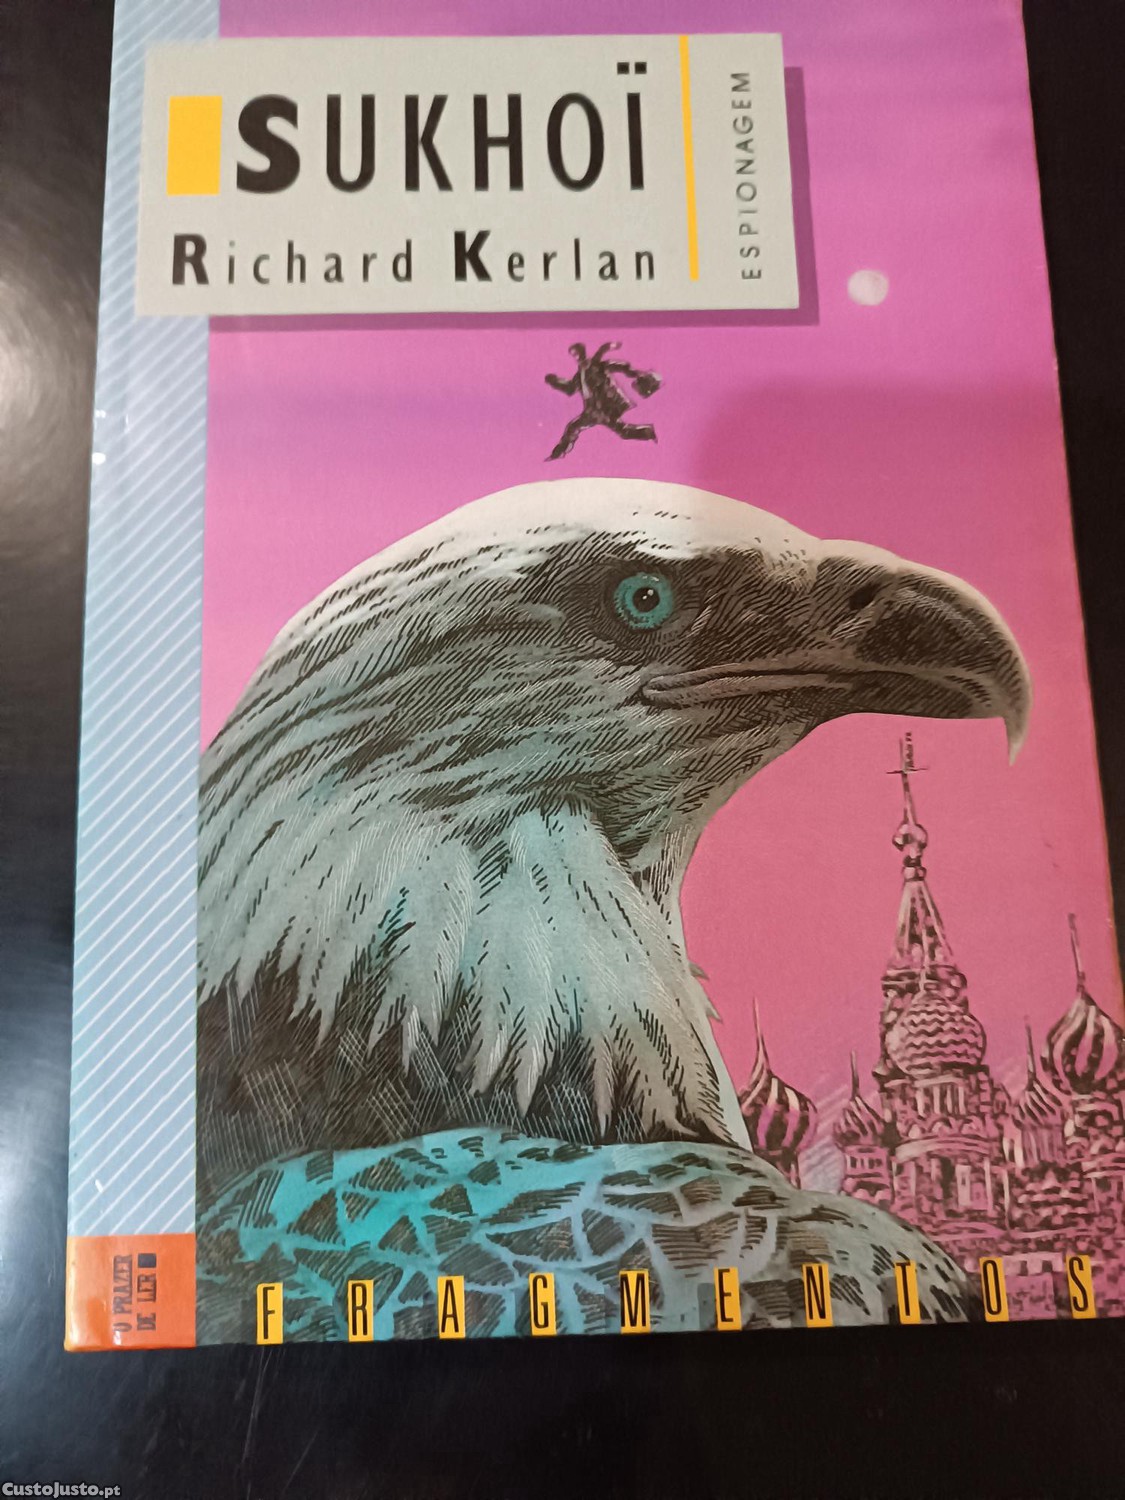 SUKHOÏ
Richard Kerlan
ESPIONAGEM
O PRAZER
DE LER
FRAGMENTOS
CustoJusto.pt